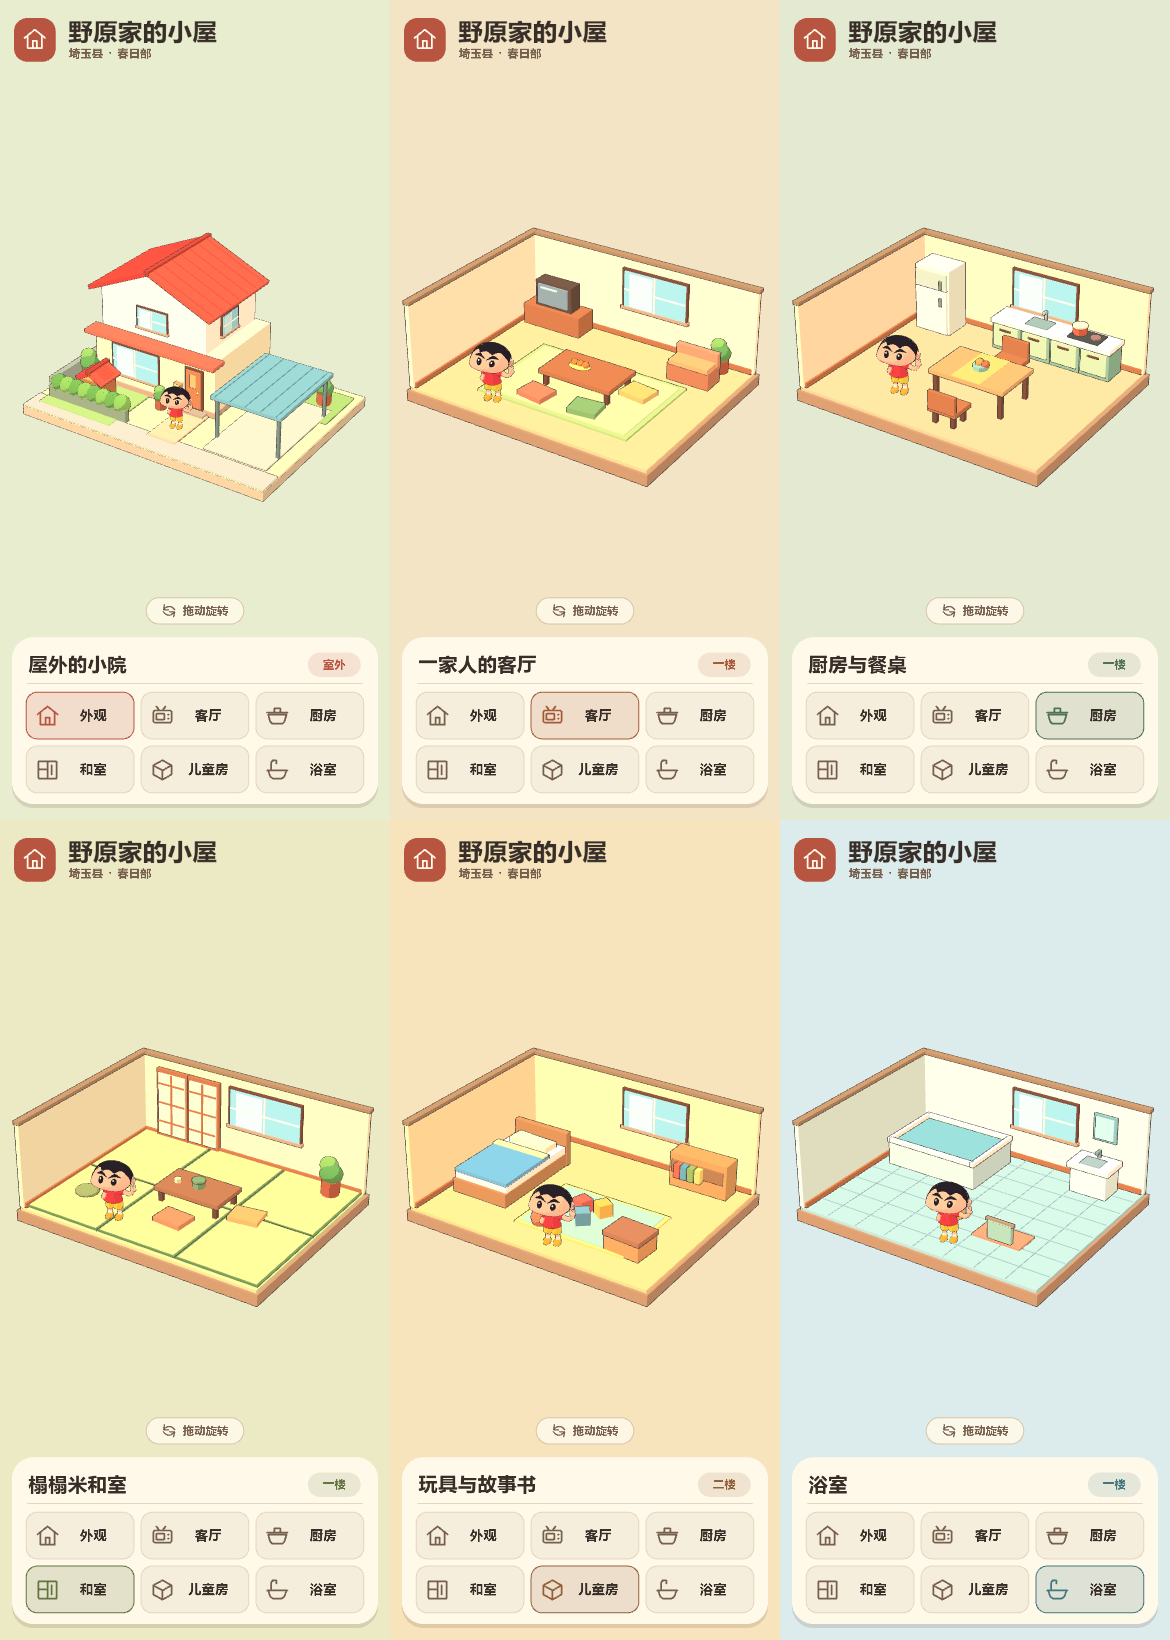 野原家的小屋
埼玉县 · 春日部
拖动旋转
屋外的小院
室外
外观
客厅
厨房
和室
儿童房
浴室
野原家的小屋
埼玉县 · 春日部
拖动旋转
一家人的客厅
一楼
外观
客厅
厨房
和室
儿童房
浴室
野原家的小屋
埼玉县 · 春日部
拖动旋转
厨房与餐桌
一楼
外观
客厅
厨房
和室
儿童房
浴室
野原家的小屋
埼玉县 · 春日部
拖动旋转
榻榻米和室
一楼
外观
客厅
厨房
和室
儿童房
浴室
野原家的小屋
埼玉县 · 春日部
拖动旋转
玩具与故事书
二楼
外观
客厅
厨房
和室
儿童房
浴室
野原家的小屋
埼玉县 · 春日部
拖动旋转
浴室
一楼
外观
客厅
厨房
和室
儿童房
浴室